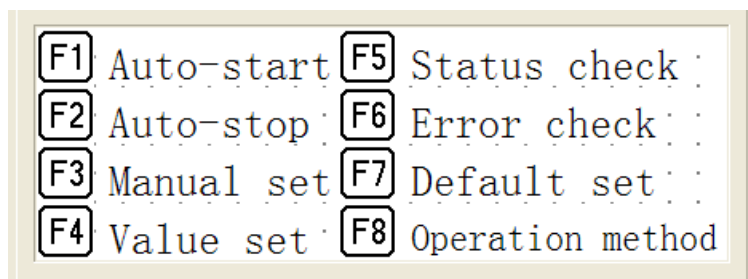 F1 Auto-start F5 Status check
F2 Auto-stop F6 Error check
F3 Manual set F7 Default set
F4 Value set F8 Operation method